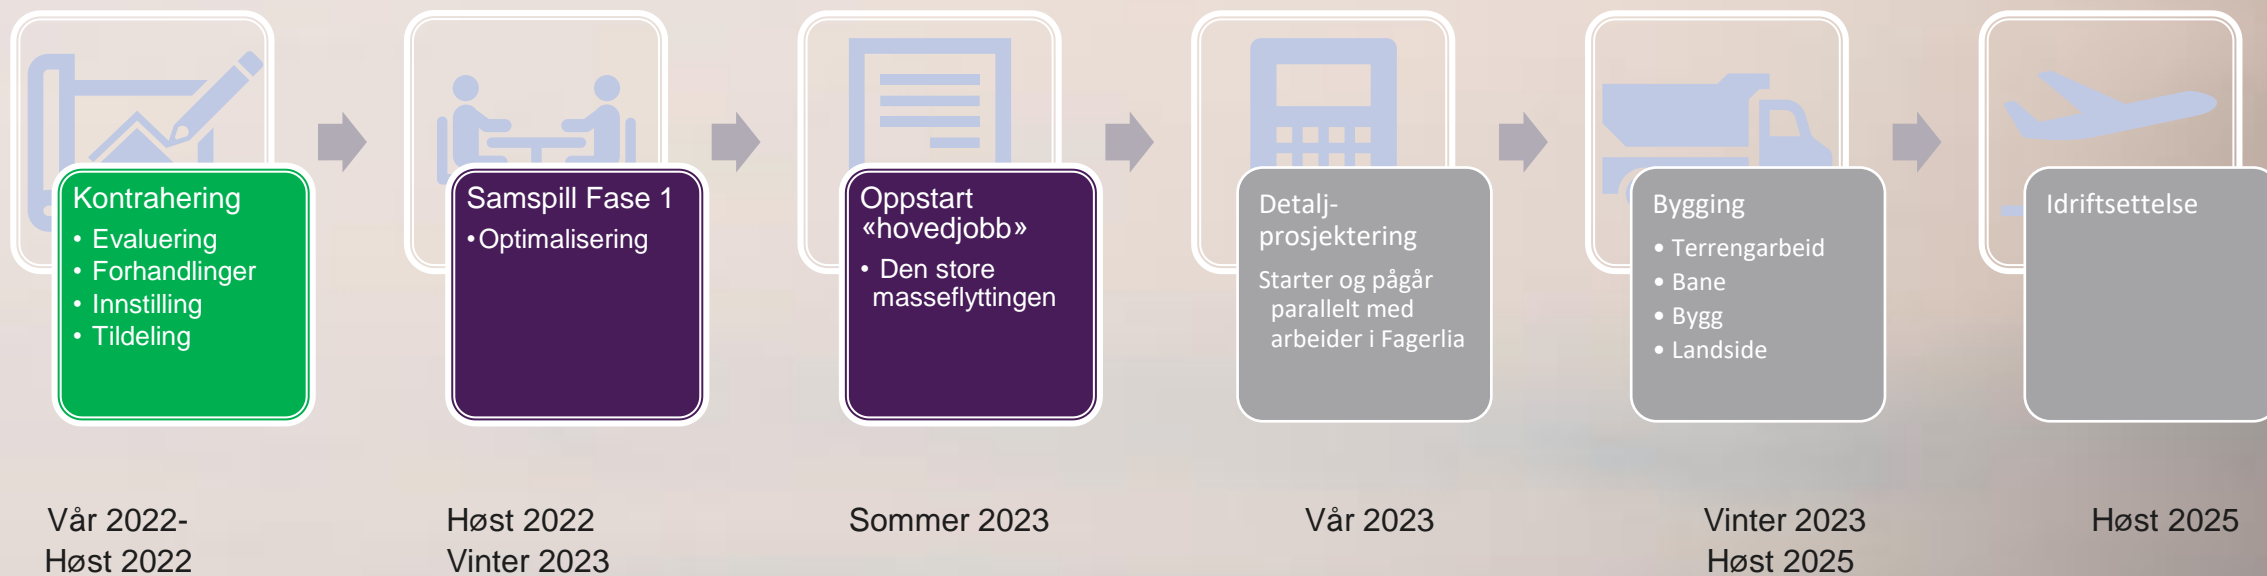 Kontrahering
• Evaluering
• Forhandlinger
• Innstilling
• Tildeling
Samspill Fase 1
• Optimalisering
Oppstart
«hovedjobb»
• Den store
masseflyttingen
Detalj-
prosjektering
Starter og pågår
parallelt med
arbeider i Fagerlia
Bygging
• Terrengarbeid
• Bane
• Bygg
• Landside
Idriftsettelse
Vår 2022-
Høst 2022
Høst 2022
Vinter 2023
Sommer 2023
Vår 2023
Vinter 2023
Høst 2025
Høst 2025